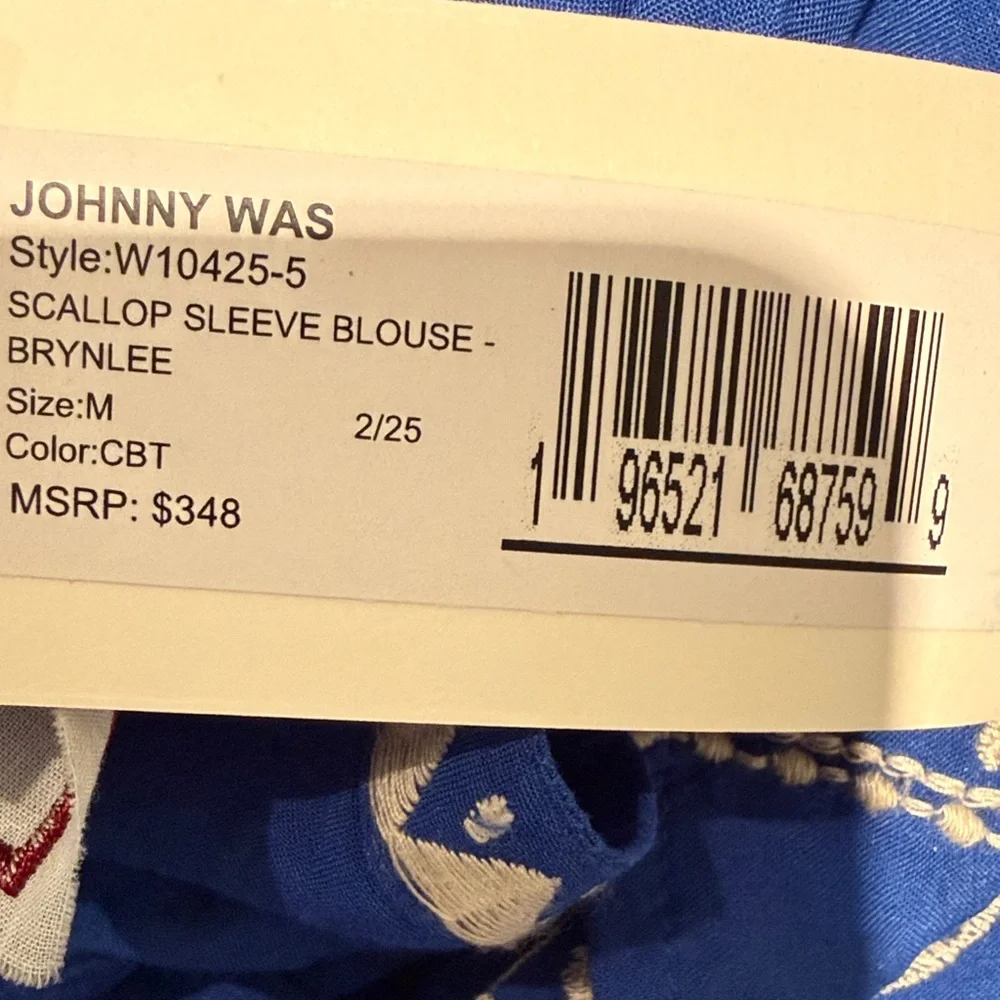 JOHNNY WAS
Style:W10425-5
SCALLOP SLEEVE BLOUSE -
BRYNLEE
Size:M
2/25
Color:CBT
MSRP: $348
1 96521 68759 9